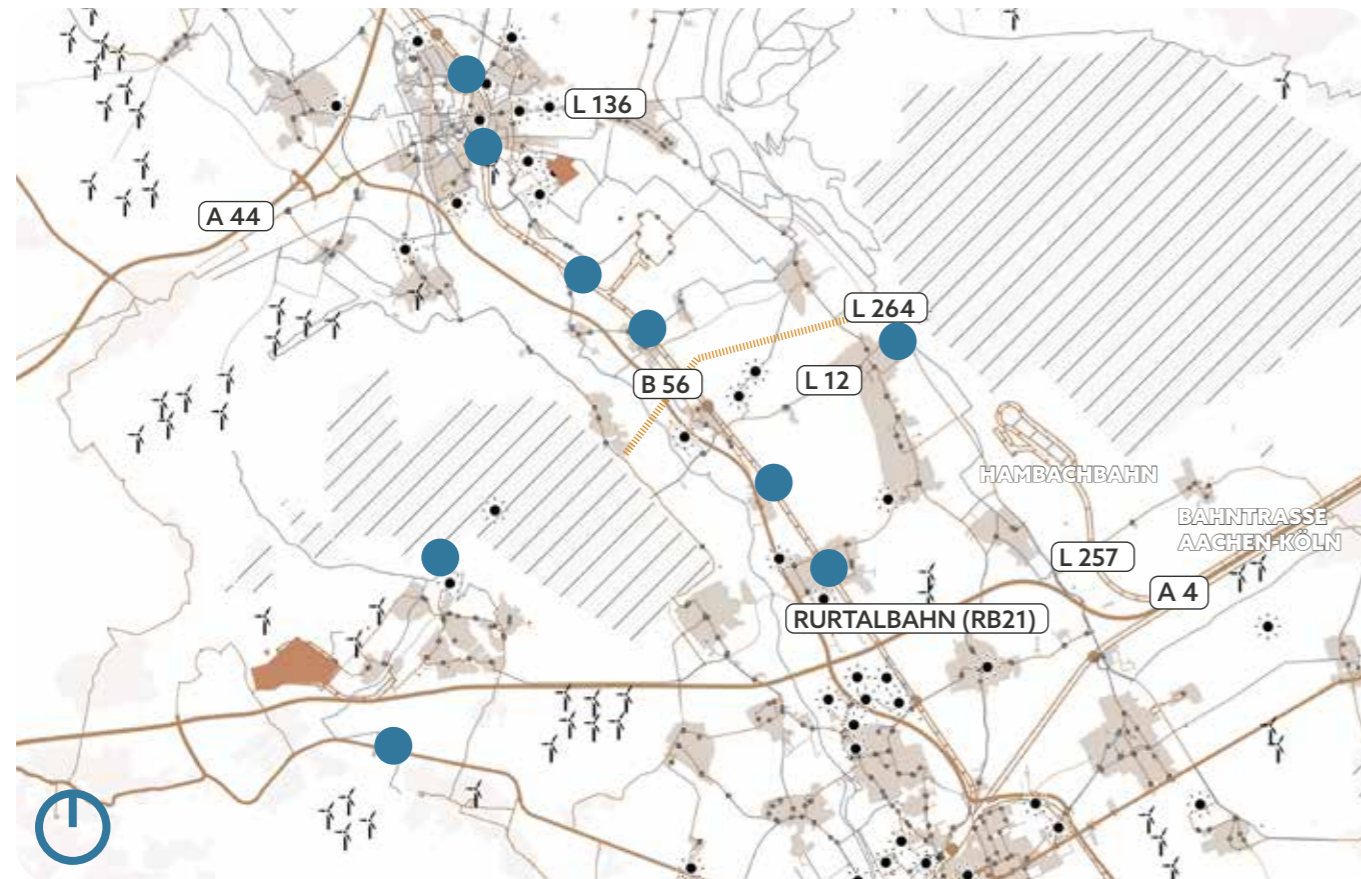 L 136
A 44
L 264
B 56
L 12
HAMBACHBAHN
BAHNTRASSE
AACHEN-KÖLN
L 257
A 4
RURTALBAHN (RB21)